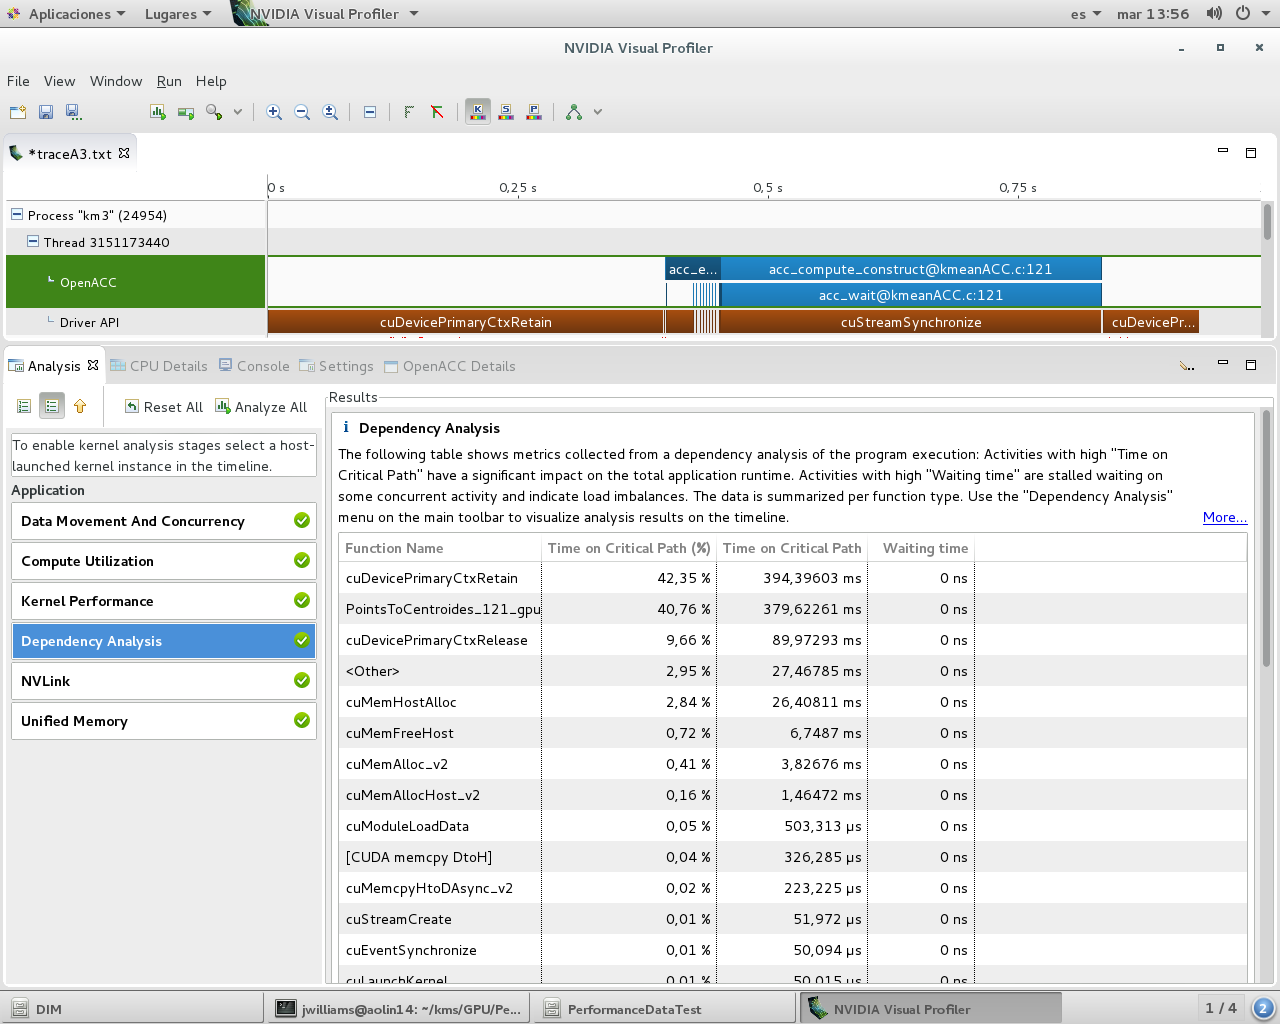 Aplicaciones Lugares NVIDIA Visual Profiler es mar 13:56
NVIDIA Visual Profiler
File View Window Run Help
K S P
*traceA3.txt
0 s 0,25 s 0,5 s 0,75 s
Process "km3" (24954)
Thread 3151173440
OpenACC
acc_e... acc_compute_construct@kmeanACC.c:121
acc_wait@kmeanACC.c:121
Driver API cuDevicePrimaryCtxRetain cuStreamSynchronize cuDevicePr...
Analysis CPU Details Console Settings OpenACC Details
Reset All Analyze All
To enable kernel analysis stages select a host-
launched kernel instance in the timeline.
Application
Data Movement And Concurrency
Compute Utilization
Kernel Performance
Dependency Analysis
NVLink
Unified Memory
Results
i Dependency Analysis
The following table shows metrics collected from a dependency analysis of the program execution: Activities with high "Time on
Critical Path" have a significant impact on the total application runtime. Activities with high "Waiting time" are stalled waiting on
some concurrent activity and indicate load imbalances. The data is summarized per function type. Use the "Dependency Analysis"
menu on the main toolbar to visualize analysis results on the timeline. More...
Function Name Time on Critical Path (%) Time on Critical Path Waiting time
cuDevicePrimaryCtxRetain 42,35 % 394,39603 ms 0 ns
PointsToCentroides_121_gpu 40,76 % 379,62261 ms 0 ns
cuDevicePrimaryCtxRelease 9,66 % 89,97293 ms 0 ns
<Other> 2,95 % 27,46785 ms 0 ns
cuMemHostAlloc 2,84 % 26,40811 ms 0 ns
cuMemFreeHost 0,72 % 6,7487 ms 0 ns
cuMemAlloc_v2 0,41 % 3,82676 ms 0 ns
cuMemAllocHost_v2 0,16 % 1,46472 ms 0 ns
cuModuleLoadData 0,05 % 503,313 µs 0 ns
[CUDA memcpy DtoH] 0,04 % 326,285 µs 0 ns
cuMemcpyHtoDAsync_v2 0,02 % 223,225 µs 0 ns
cuStreamCreate 0,01 % 51,972 µs 0 ns
cuEventSynchronize 0,01 % 50,094 µs 0 ns
cuLaunchKernel 0,01 % 50,015 µs 0 ns
DIM jwilliams@aolin14: ~/kms/GPU/Pe... PerformanceDataTest NVIDIA Visual Profiler 1 / 4 2